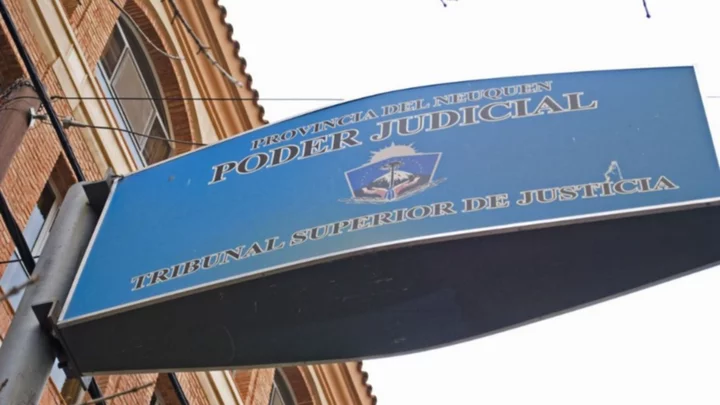 PROVINCIA DEL NEUQUEN
PODER JUDICIAL
TRIBUNAL SUPERIOR DE JUSTICIA